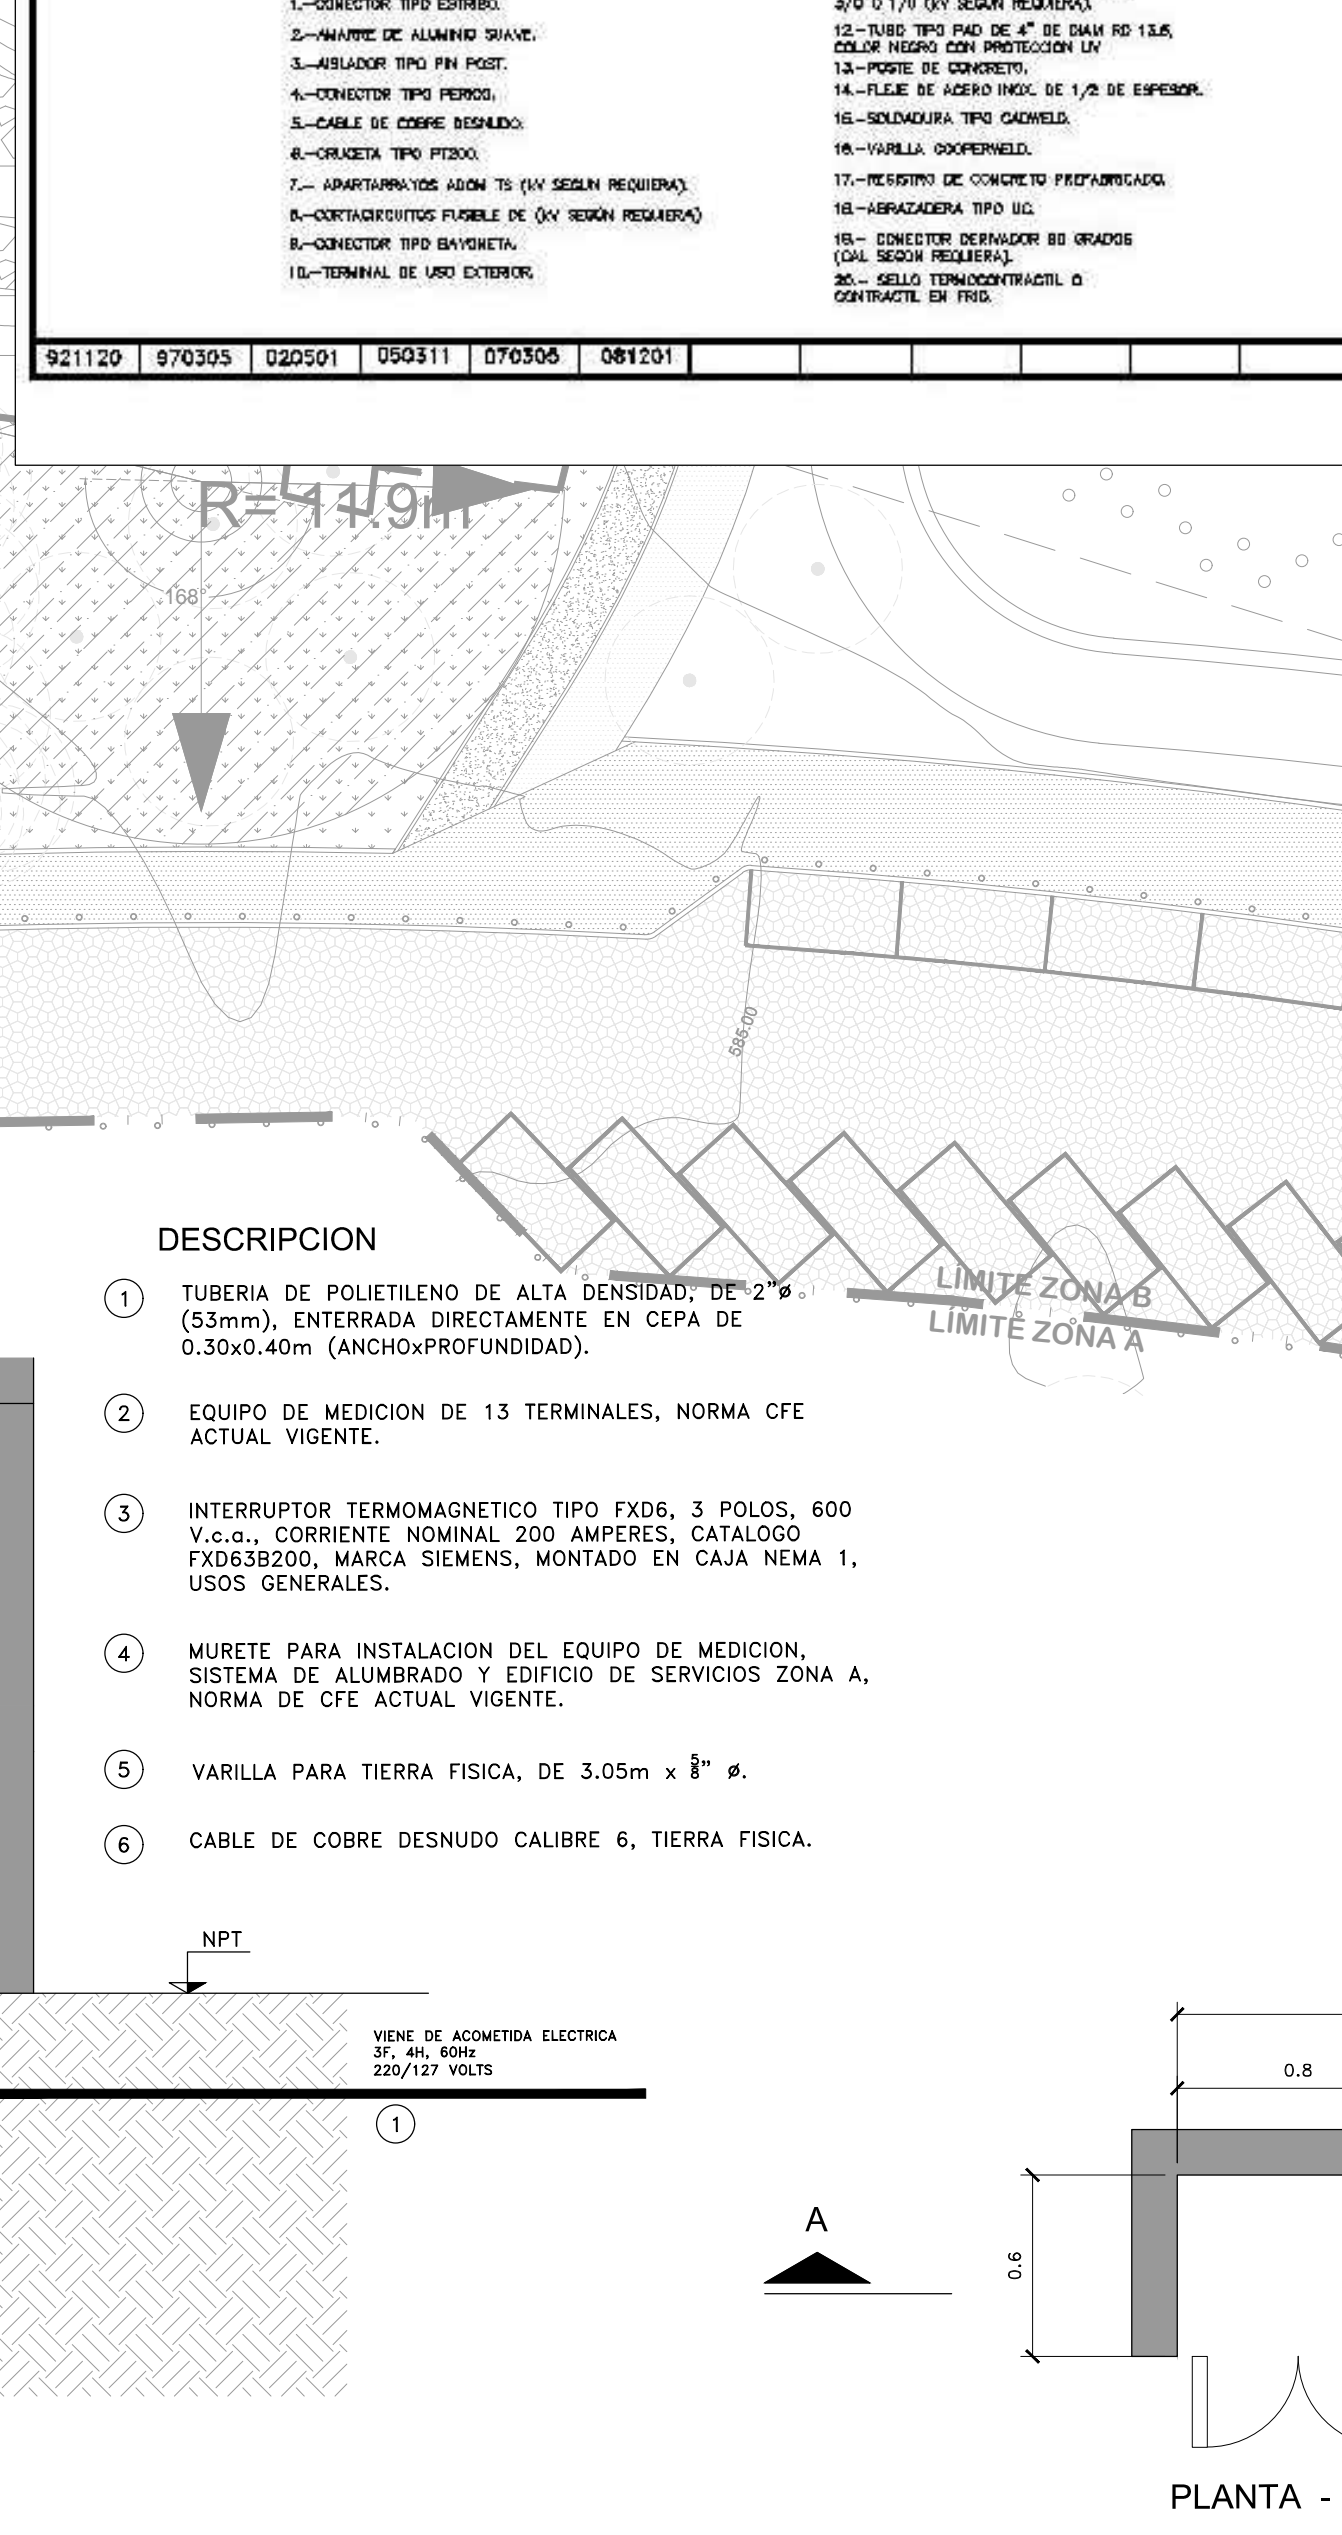 1.-CONECTOR TIPO ESTRIBO.
2.-AMARRE DE ALUMINIO SUAVE.
3.-AISLADOR TIPO PIN POST.
4.-CONECTOR TIPO PERICO.
5.-CABLE DE COBRE DESNUDO.
6.-CRUCETA TIPO PT200.
7.- APARTARRAYOS ADOM TS (kV SEGUN REQUIERA)
8.-CORTACIRCUITOS FUSIBLE DE (kV SEGÚN REQUIERA)
9.-CONECTOR TIPO BAYONETA.
10.-TERMINAL DE USO EXTERIOR.
3/0 O 1/0 (kV SEGUN REQUIERA).
12.-TUBO TIPO PAD DE 4" DE DIAM RD 13.5,
COLOR NEGRO CON PROTECCION UV
13.-POSTE DE CONCRETO.
14.-FLEJE DE ACERO INOX. DE 1/2 DE ESPESOR.
15.-SOLDADURA TIPO CADWELD.
16.-VARILLA COOPERWELD.
17.-REGISTRO DE CONCRETO PREFABRICADO.
18.-ABRAZADERA TIPO UC.
19.- CONECTOR DERIVADOR 90 GRADOS
(CAL SEGUN REQUIERA).
20.- SELLO TERMOCONTRACTIL O
CONTRACTIL EN FRIO.
921120 970305 020501 050311 070306 081201
R= 11.9m
168°
585.00
LÍMITE ZONA B
LÍMITE ZONA A
DESCRIPCION
1 TUBERIA DE POLIETILENO DE ALTA DENSIDAD, DE 2"ø
(53mm), ENTERRADA DIRECTAMENTE EN CEPA DE
0.30x0.40m (ANCHOxPROFUNDIDAD).
2 EQUIPO DE MEDICION DE 13 TERMINALES, NORMA CFE
ACTUAL VIGENTE.
3 INTERRUPTOR TERMOMAGNETICO TIPO FXD6, 3 POLOS, 600
V.c.a., CORRIENTE NOMINAL 200 AMPERES, CATALOGO
FXD63B200, MARCA SIEMENS, MONTADO EN CAJA NEMA 1,
USOS GENERALES.
4 MURETE PARA INSTALACION DEL EQUIPO DE MEDICION,
SISTEMA DE ALUMBRADO Y EDIFICIO DE SERVICIOS ZONA A,
NORMA DE CFE ACTUAL VIGENTE.
5 VARILLA PARA TIERRA FISICA, DE 3.05m x 5/8" ø.
6 CABLE DE COBRE DESNUDO CALIBRE 6, TIERRA FISICA.
NPT
VIENE DE ACOMETIDA ELECTRICA
3F, 4H, 60Hz
220/127 VOLTS
1
0.8
A
0.6
PLANTA -